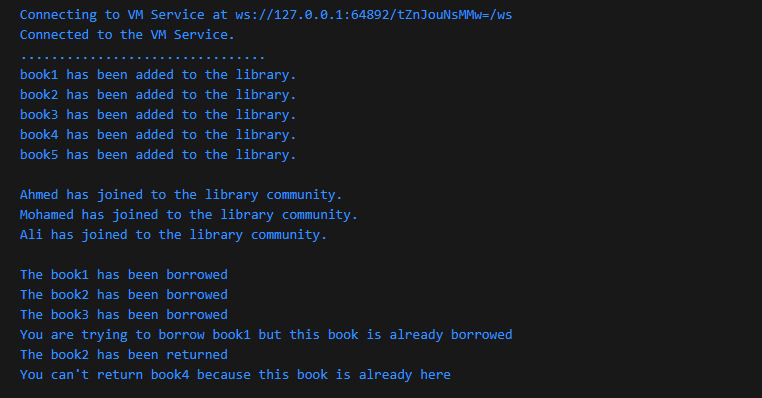 Connecting to VM Service at ws://127.0.0.1:64892/tZnJouNsMMw=/ws
Connected to the VM Service.
................................
book1 has been added to the library.
book2 has been added to the library.
book3 has been added to the library.
book4 has been added to the library.
book5 has been added to the library.
Ahmed has joined to the library community.
Mohamed has joined to the library community.
Ali has joined to the library community.
The book1 has been borrowed
The book2 has been borrowed
The book3 has been borrowed
You are trying to borrow book1 but this book is already borrowed
The book2 has been returned
You can't return book4 because this book is already here